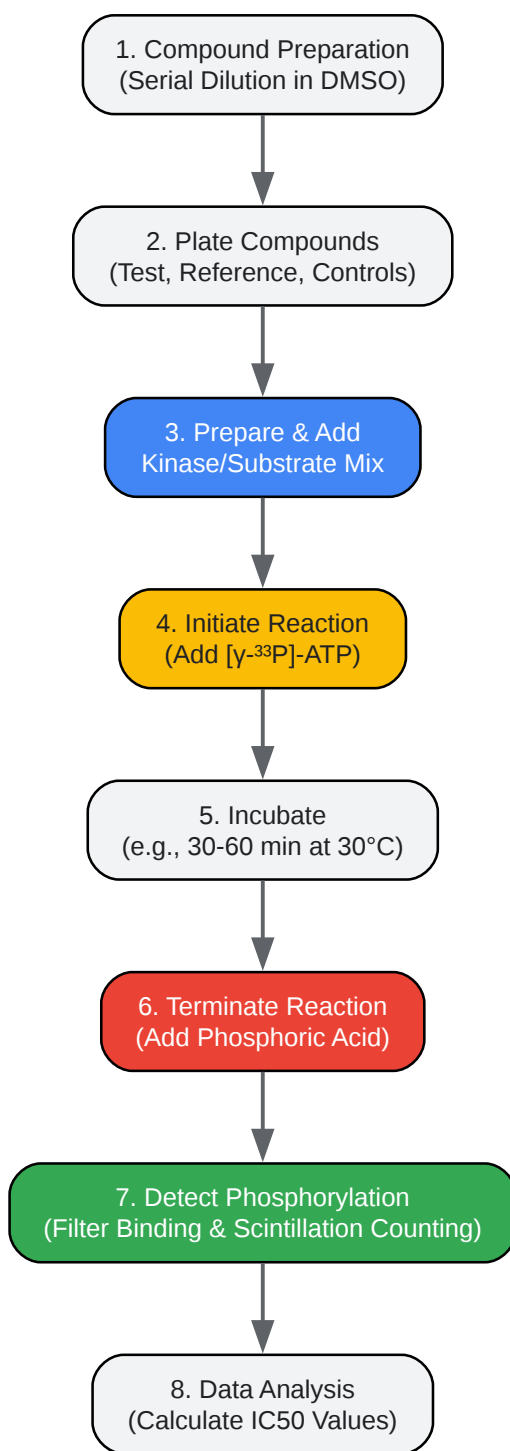 1. Compound Preparation
(Serial Dilution in DMSO)
2. Plate Compounds
(Test, Reference, Controls)
3. Prepare & Add
Kinase/Substrate Mix
4. Initiate Reaction
(Add [γ-³³P]-ATP)
5. Incubate
(e.g., 30-60 min at 30°C)
6. Terminate Reaction
(Add Phosphoric Acid)
7. Detect Phosphorylation
(Filter Binding & Scintillation Counting)
8. Data Analysis
(Calculate IC50 Values)